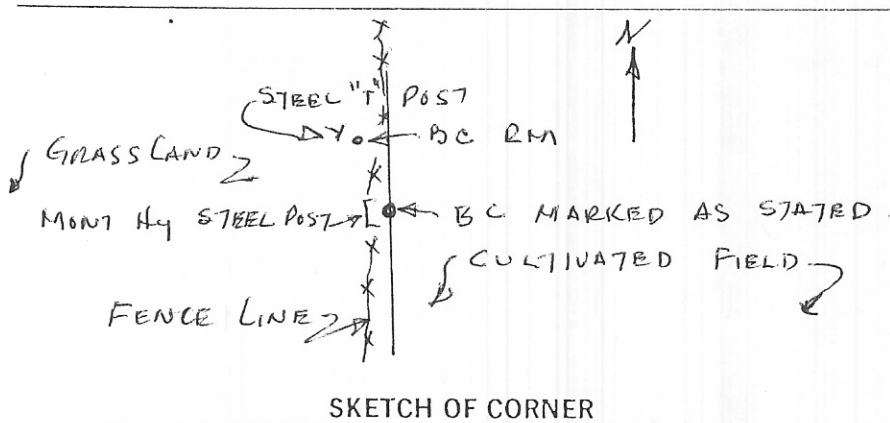 N
STEEL "T" POST
BC RM
GRASS LAND
MONT Hy STEEL POST
BC MARKED AS STATED
CULTIVATED FIELD
FENCE LINE
SKETCH OF CORNER